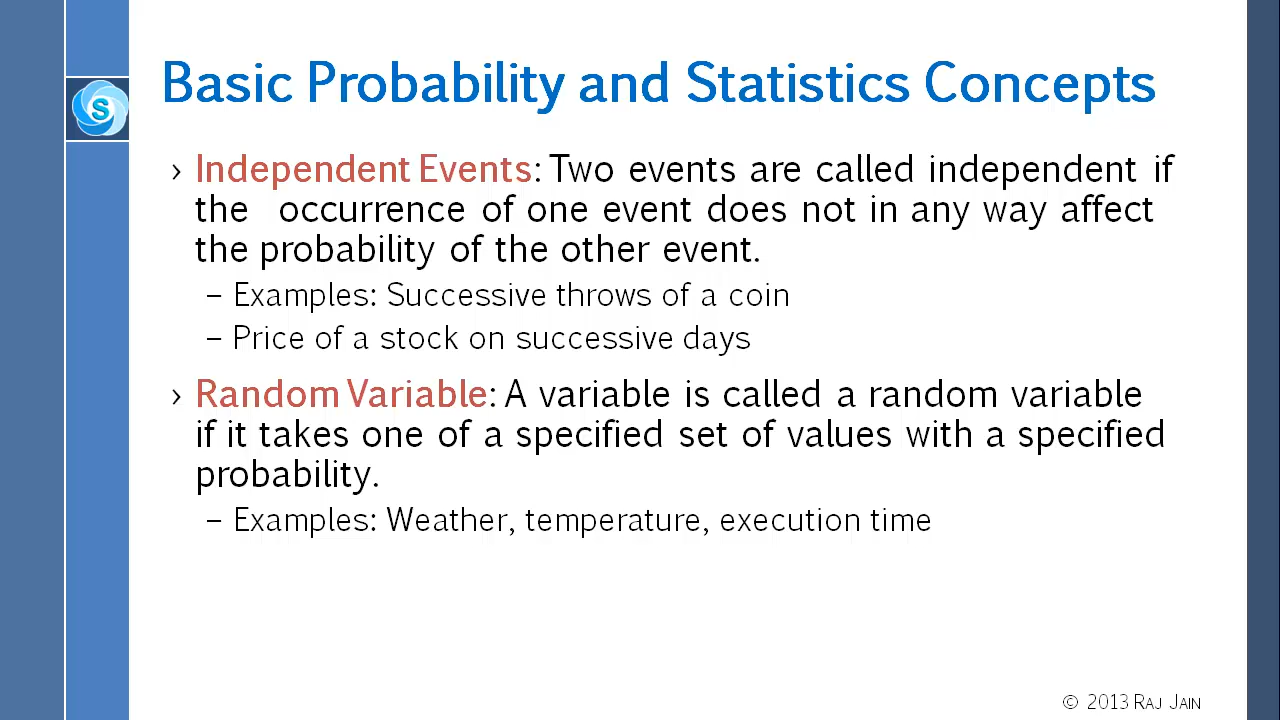 Basic Probability and Statistics Concepts
S
› Independent Events: Two events are called independent if
the occurrence of one event does not in any way affect
the probability of the other event.
– Examples: Successive throws of a coin
– Price of a stock on successive days
› Random Variable: A variable is called a random variable
if it takes one of a specified set of values with a specified
probability.
– Examples: Weather, temperature, execution time
© 2013 RAJ JAIN